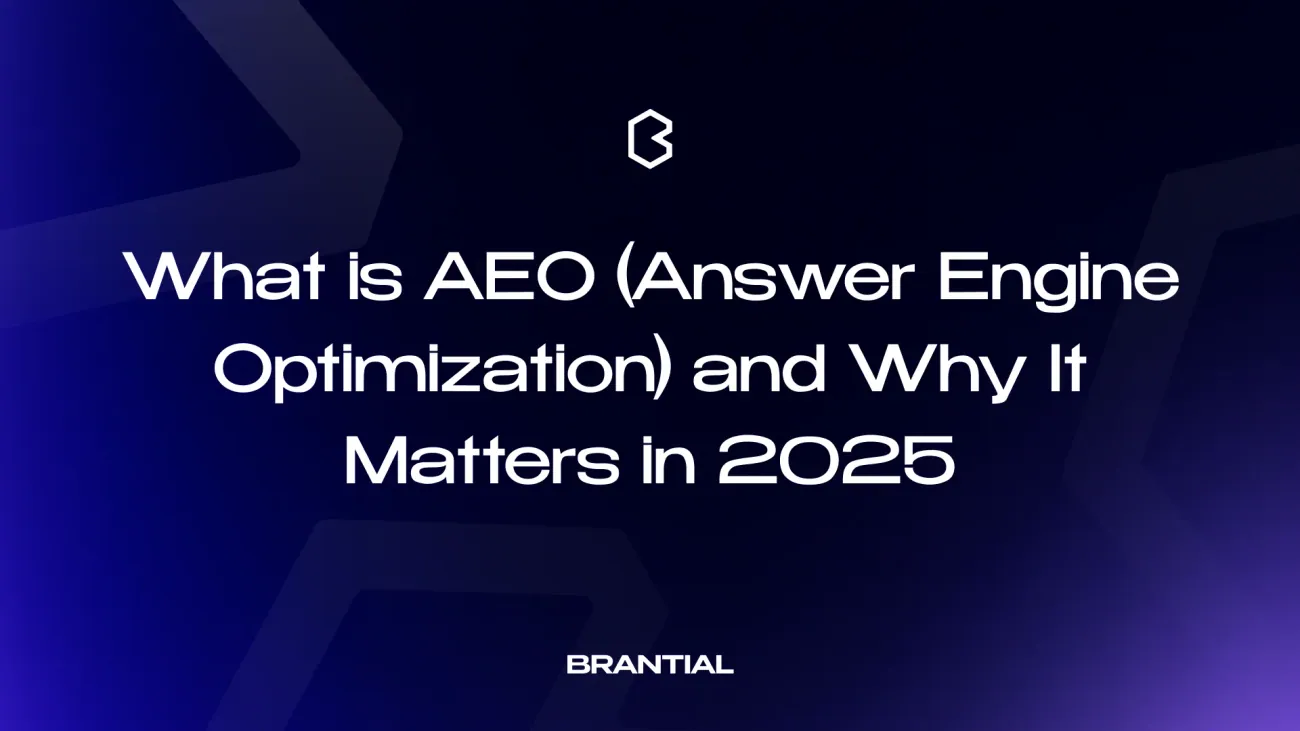 What is AEO (Answer Engine
Optimization) and Why It
Matters in 2025
BRANTIAL